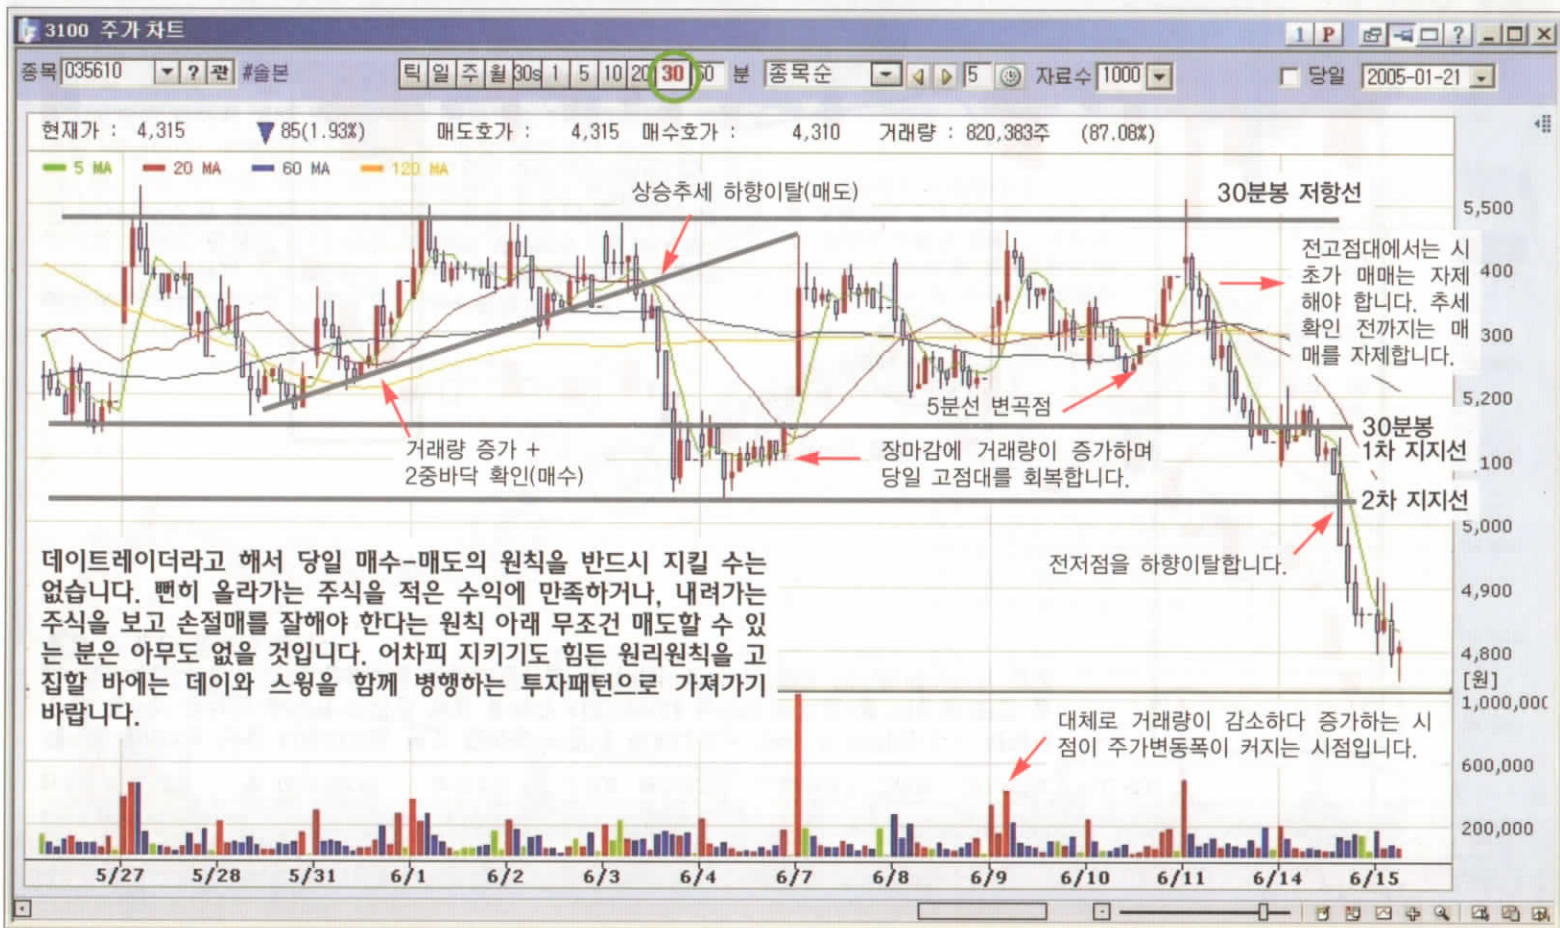 3100 주가 차트
1 P ?
종목 035610 ? 관 #솔본 틱 일 주 월 30s 1 5 10 20 30 60 분 종목순 5 자료수 1000 당일 2005-01-21
현재가 : 4,315 ▼ 85(1.93%) 매도호가 : 4,315 매수호가 : 4,310 거래량 : 820,383주 (87.08%)
5 MA 20 MA 60 MA 120 MA
상승추세 하향이탈(매도)
30분봉 저항선
5,500
전고점대에서는 시
초가 매매는 자제
해야 합니다. 추세
확인 전까지는 매
매를 자제합니다.
400
300
5,200
5분선 변곡점
30분봉
1차 지지선
100
거래량 증가 +
2중바닥 확인(매수)
장마감에 거래량이 증가하며
당일 고점대를 회복합니다.
2차 지지선
5,000
전저점을 하향이탈합니다.
4,900
4,800
[원]
데이트레이더라고 해서 당일 매수-매도의 원칙을 반드시 지킬 수는
없습니다. 뻔히 올라가는 주식을 적은 수익에 만족하거나, 내려가는
주식을 보고 손절매를 잘해야 한다는 원칙 아래 무조건 매도할 수 있
는 분은 아무도 없을 것입니다. 어차피 지키기도 힘든 원리원칙을 고
집할 바에는 데이와 스윙을 함께 병행하는 투자패턴으로 가져가기
바랍니다.
1,000,000
대체로 거래량이 감소하다 증가하는 시
점이 주가변동폭이 커지는 시점입니다.
600,000
200,000
5/27 5/28 5/31 6/1 6/2 6/3 6/4 6/7 6/8 6/9 6/10 6/11 6/14 6/15